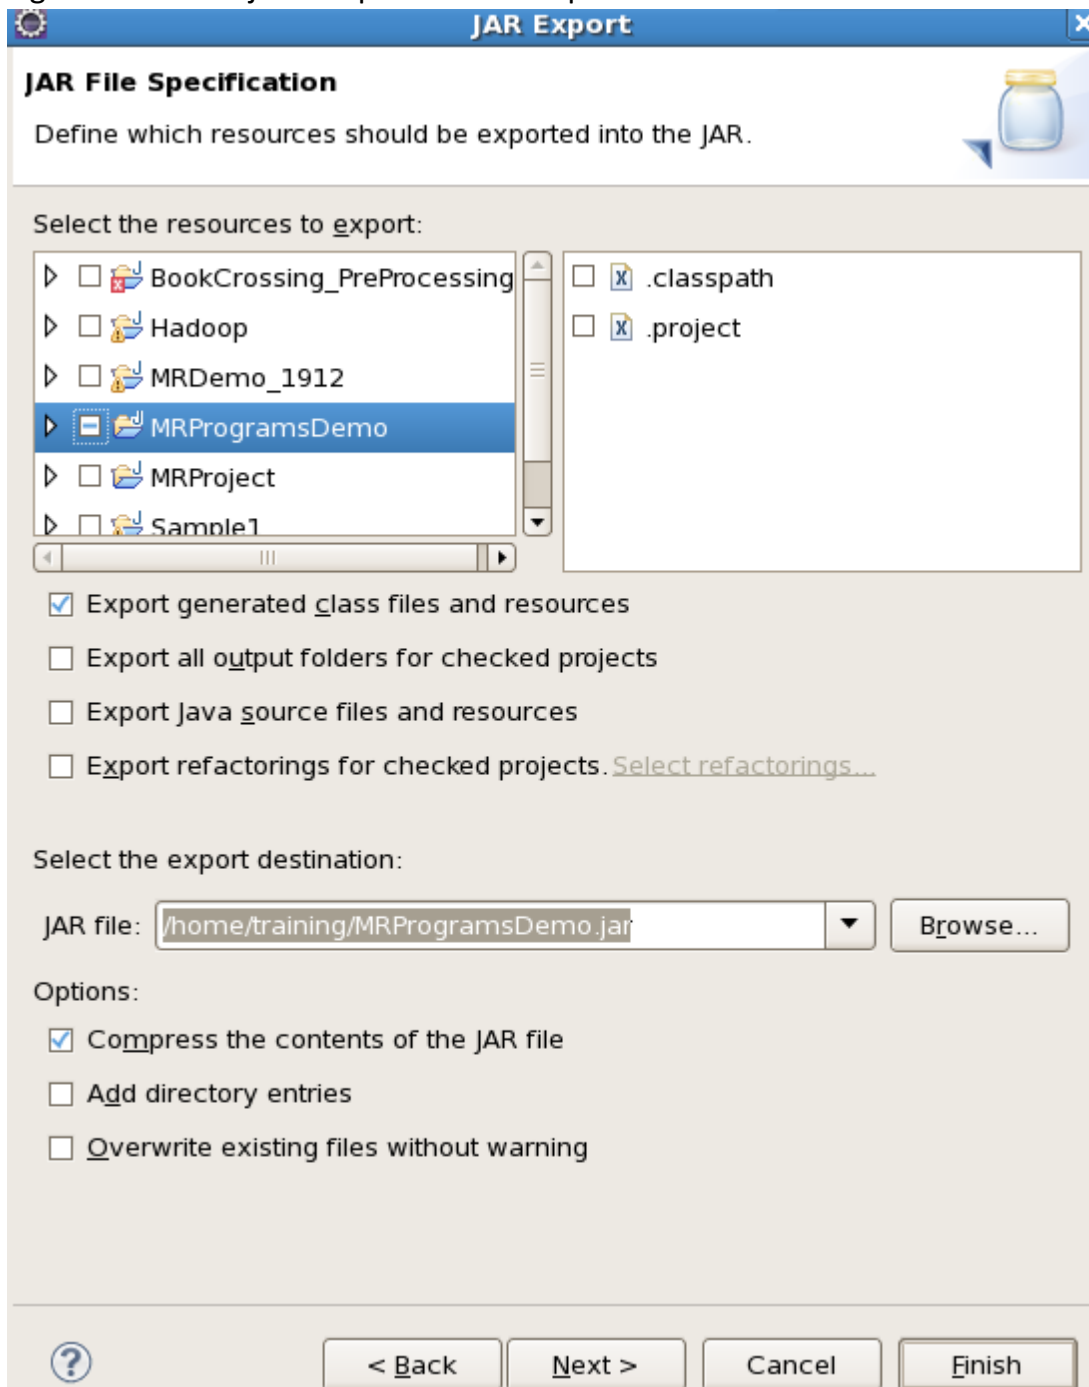 JAR Export
JAR File Specification
Define which resources should be exported into the JAR.
Select the resources to export:
BookCrossing_PreProcessing
Hadoop
MRDemo_1912
MRProgramsDemo
MRProject
Sample1
.classpath
.project
Export generated class files and resources
Export all output folders for checked projects
Export Java source files and resources
Export refactorings for checked projects. Select refactorings...
Select the export destination:
JAR file: /home/training/MRProgramsDemo.jar Browse...
Options:
Compress the contents of the JAR file
Add directory entries
Overwrite existing files without warning
? < Back Next > Cancel Finish